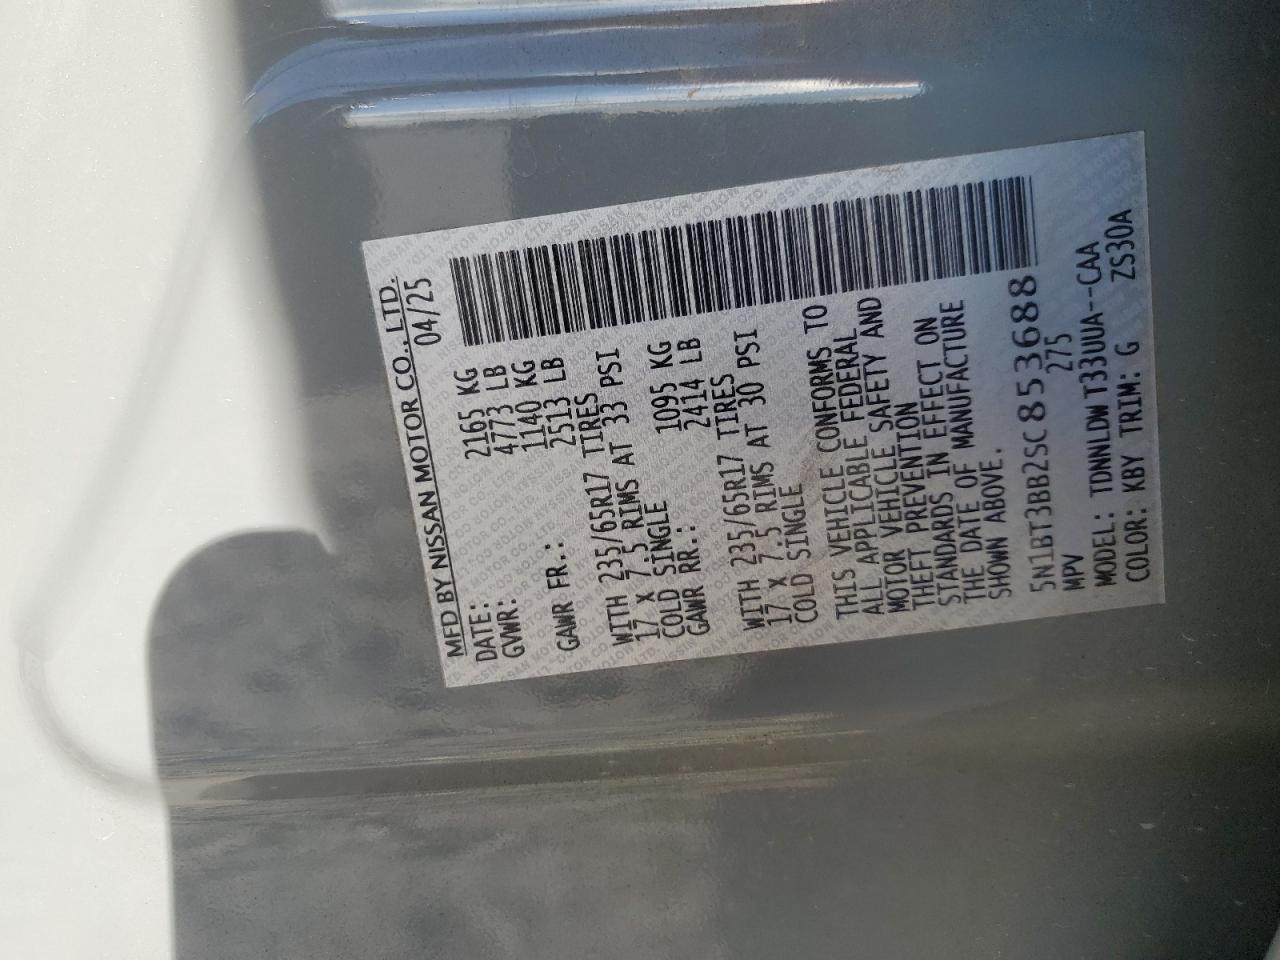 MFD BY NISSAN MOTOR CO., LTD.
DATE: 04/25
GVWR: 2165 KG
4773 LB
1140 KG
GAWR FR.: 2513 LB
WITH 235/65R17 TIRES
17 X 7.5 RIMS AT 33 PSI
COLD SINGLE
GAWR RR.: 1095 KG
2414 LB
WITH 235/65R17 TIRES
17 X 7.5 RIMS AT 30 PSI
COLD SINGLE
THIS VEHICLE CONFORMS TO
ALL APPLICABLE FEDERAL
MOTOR VEHICLE SAFETY AND
THEFT PREVENTION
STANDARDS IN EFFECT ON
THE DATE OF MANUFACTURE
SHOWN ABOVE.
5N1BT3BB2SC853688
MPV 275
MODEL: TDNNLDWT33UUA--CAA
COLOR: KBY TRIM: G ZS30A